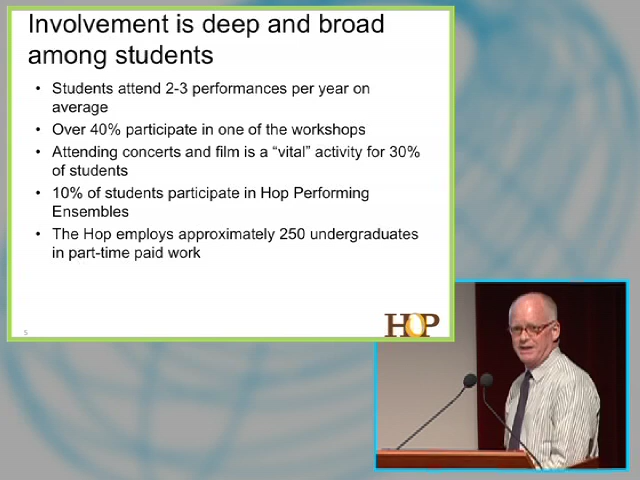 Involvement is deep and broad
among students
• Students attend 2-3 performances per year on
average
• Over 40% participate in one of the workshops
• Attending concerts and film is a “vital” activity for 30%
of students
• 10% of students participate in Hop Performing
Ensembles
• The Hop employs approximately 250 undergraduates
in part-time paid work
5
HOP